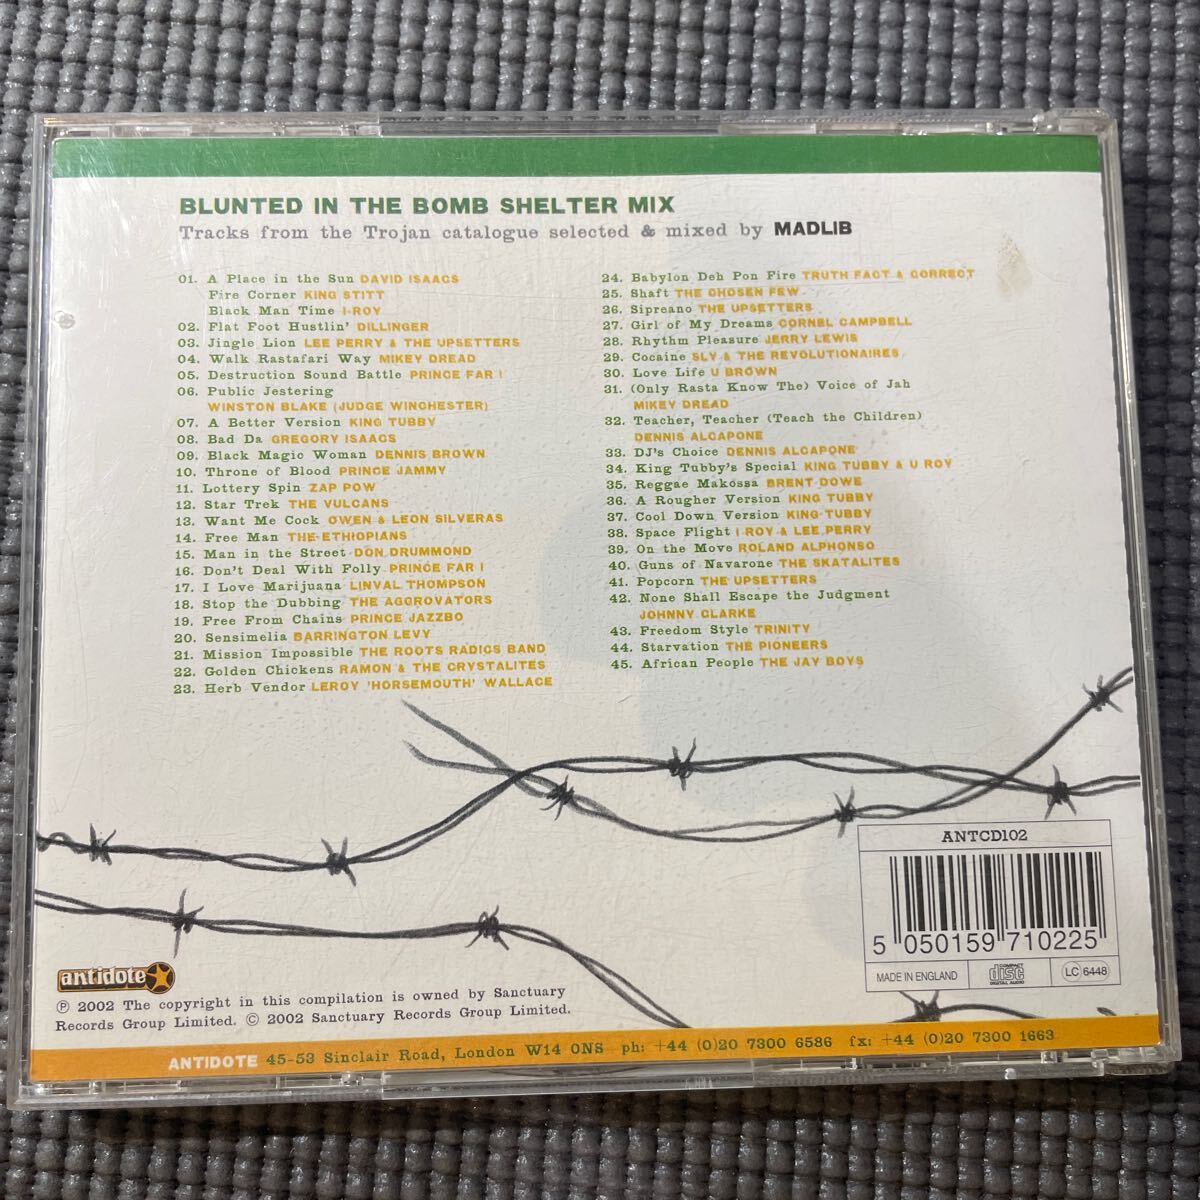 BLUNTED IN THE BOMB SHELTER MIX
Tracks from the Trojan catalogue selected & mixed by MADLIB
01. A Place in the Sun DAVID ISAACS
Fire Corner KING STITT
Black Man Time I-ROY
02. Flat Foot Hustlin' DILLINGER
03. Jingle Lion LEE PERRY & THE UPSETTERS
04. Walk Rastafari Way MIKEY DREAD
05. Destruction Sound Battle PRINCE FAR I
06. Public Jestering
WINSTON BLAKE (JUDGE WINCHESTER)
07. A Better Version KING TUBBY
08. Bad Da GREGORY ISAACS
09. Black Magic Woman DENNIS BROWN
10. Throne of Blood PRINCE JAMMY
11. Lottery Spin ZAP POW
12. Star Trek THE VULCANS
13. Want Me Cock OWEN & LEON SILVERAS
14. Free Man THE ETHIOPIANS
15. Man in the Street DON DRUMMOND
16. Don't Deal With Folly PRINCE FAR I
17. I Love Marijuana LINVAL THOMPSON
18. Stop the Dubbing THE AGGROVATORS
19. Free From Chains PRINCE JAZZBO
20. Sensimelia BARRINGTON LEVY
21. Mission Impossible THE ROOTS RADICS BAND
22. Golden Chickens RAMON & THE CRYSTALITES
23. Herb Vendor LEROY 'HORSEMOUTH' WALLACE
24. Babylon Deh Pon Fire TRUTH FACT & CORRECT
25. Shaft THE CHOSEN FEW
26. Sipreano THE UPSETTERS
27. Girl of My Dreams CORNEL CAMPBELL
28. Rhythm Pleasure JERRY LEWIS
29. Cocaine SLY & THE REVOLUTIONAIRES
30. Love Life U BROWN
31. (Only Rasta Know The) Voice of Jah
MIKEY DREAD
32. Teacher, Teacher (Teach the Children)
DENNIS ALCAPONE
33. DJ's Choice DENNIS ALCAPONE
34. King Tubby's Special KING TUBBY & U ROY
35. Reggae Makossa BRENT DOWE
36. A Rougher Version KING TUBBY
37. Cool Down Version KING TUBBY
38. Space Flight I ROY & LEE PERRY
39. On the Move ROLAND ALPHONSO
40. Guns of Navarone THE SKATALITES
41. Popcorn THE UPSETTERS
42. None Shall Escape the Judgment
JOHNNY CLARKE
43. Freedom Style TRINITY
44. Starvation THE PIONEERS
45. African People THE JAY BOYS
ANTCD102
5 050159 710225
MADE IN ENGLAND
COMPACT disc DIGITAL AUDIO
LC 6448
antidote
℗ 2002 The copyright in this compilation is owned by Sanctuary
Records Group Limited. © 2002 Sanctuary Records Group Limited.
ANTIDOTE 45-53 Sinclair Road, London W14 0NS ph: +44 (0)20 7300 6586 fx: +44 (0)20 7300 1663